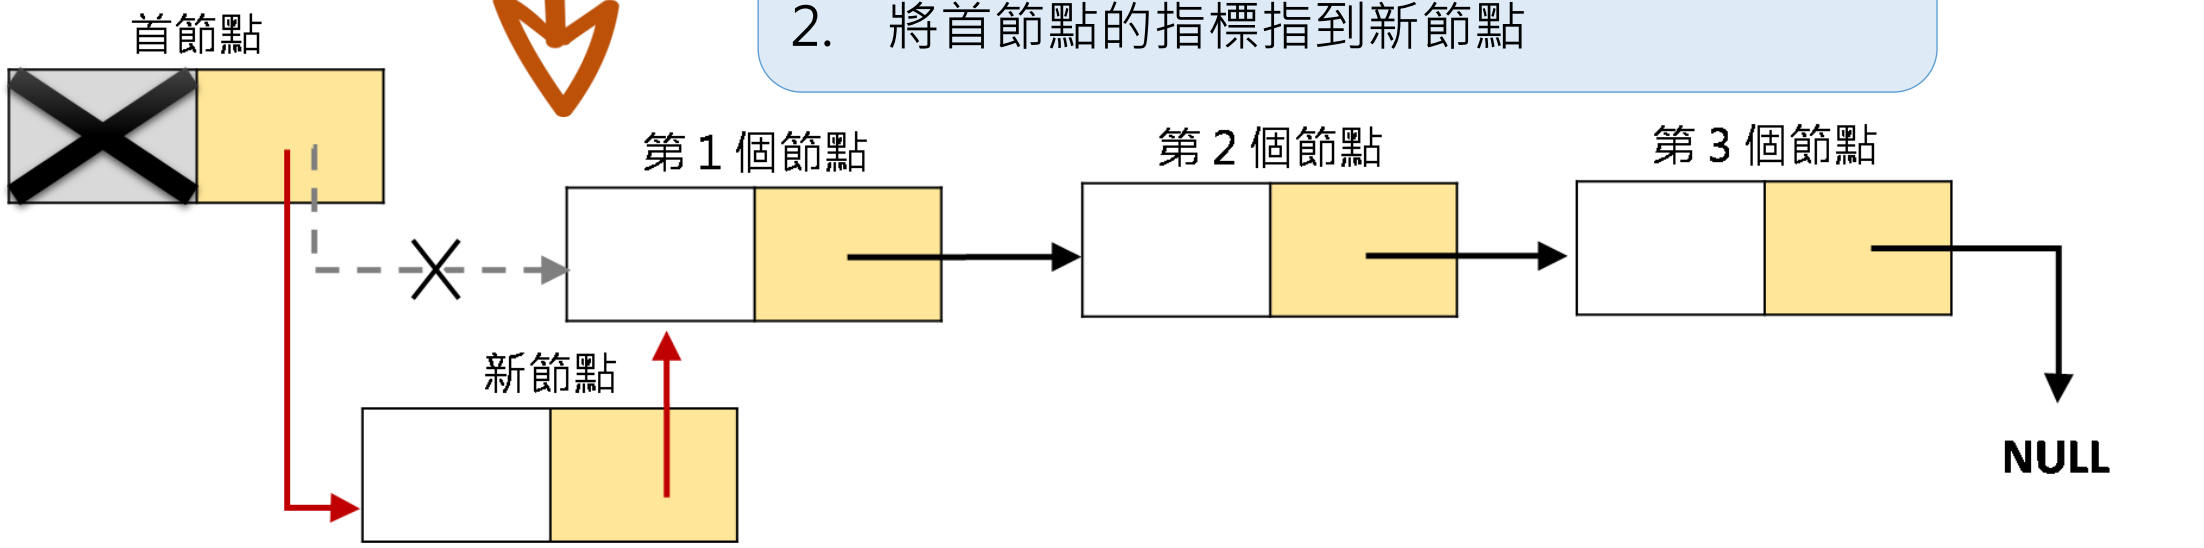 首節點
2. 將首節點的指標指到新節點
第 1 個節點
第 2 個節點
第 3 個節點
新節點
NULL